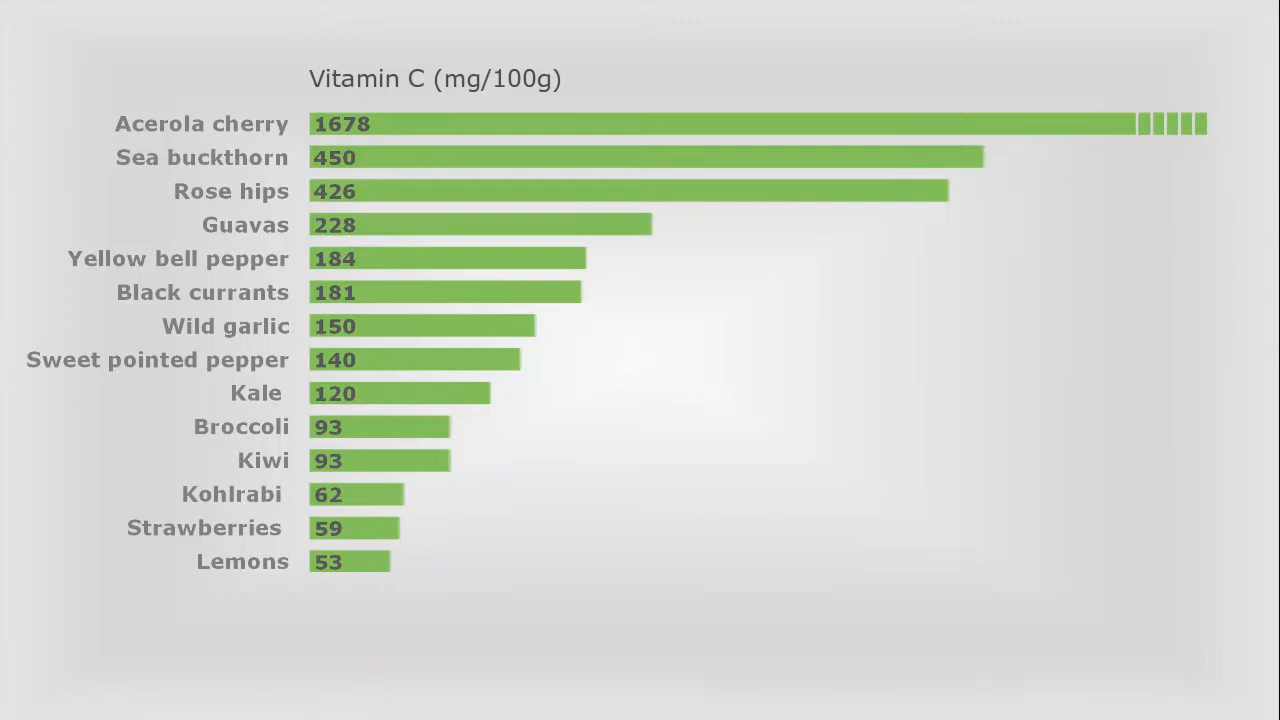 Vitamin C (mg/100g)
Acerola cherry 1678
Sea buckthorn 450
Rose hips 426
Guavas 228
Yellow bell pepper 184
Black currants 181
Wild garlic 150
Sweet pointed pepper 140
Kale 120
Broccoli 93
Kiwi 93
Kohlrabi 62
Strawberries 59
Lemons 53